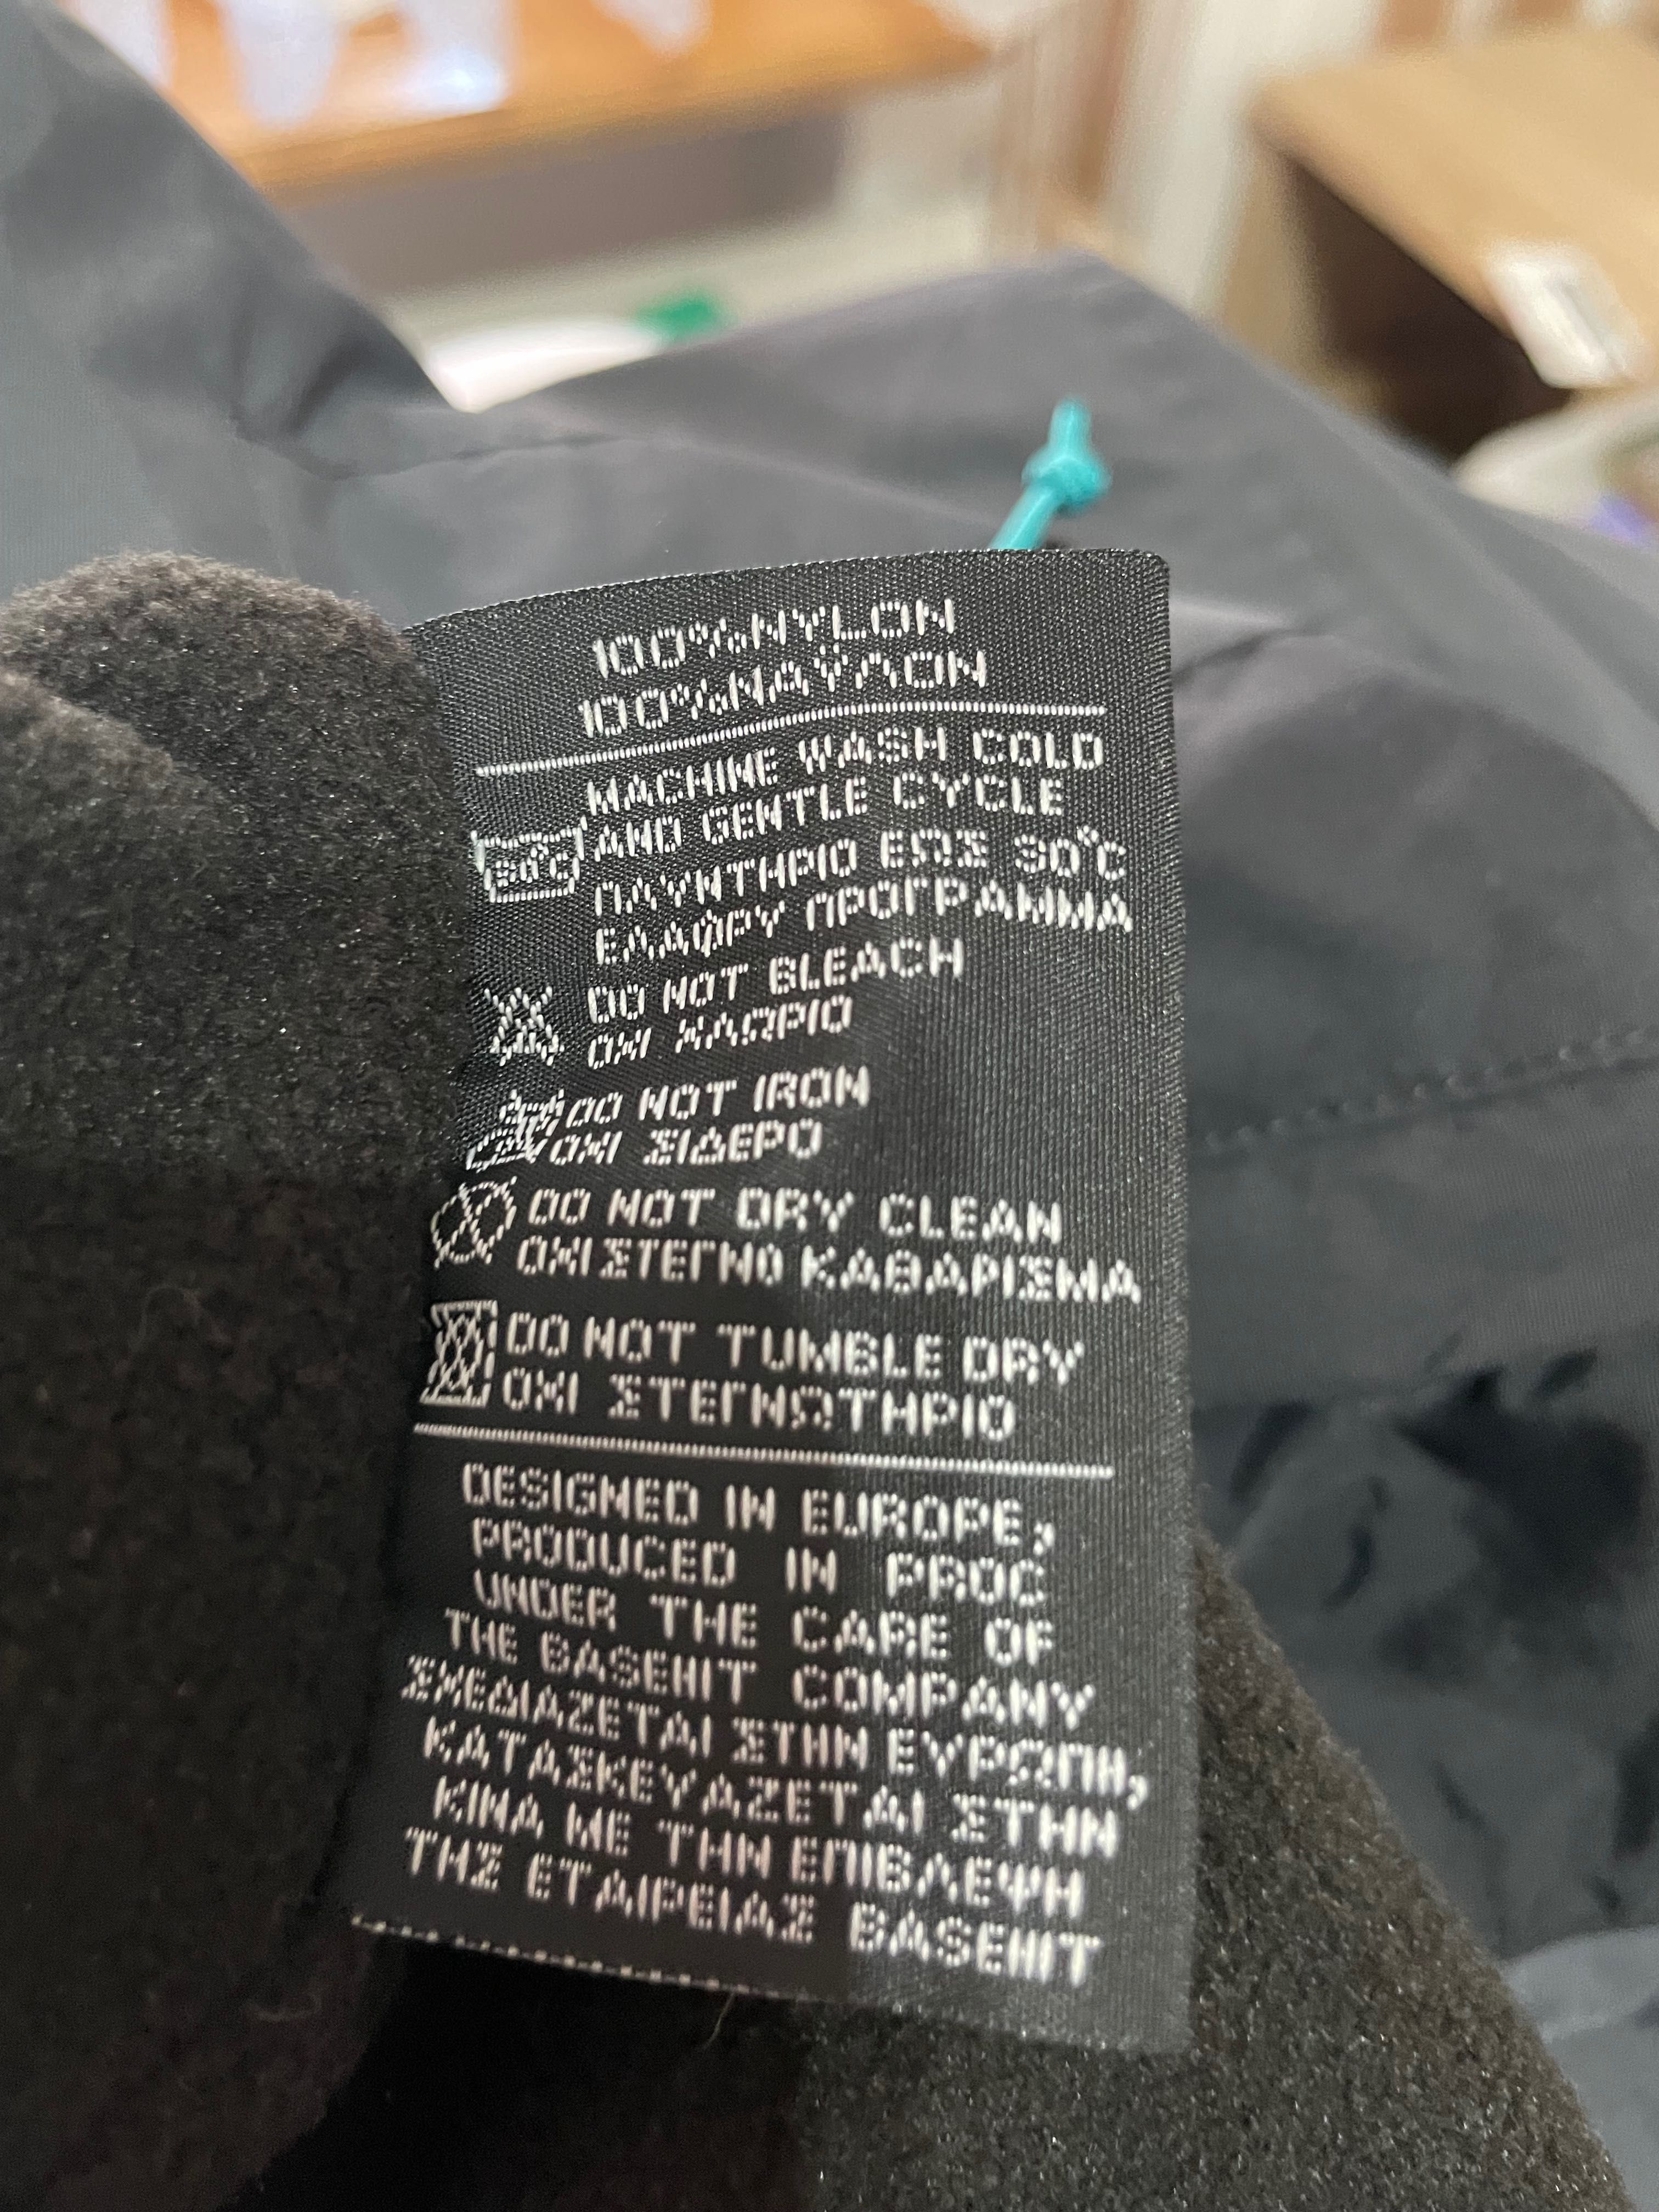 100%NYLON
100%ΝΑΫΛΟΝ
MACHINE WASH COLD
AND GENTLE CYCLE
30°C
ΠΛΥΝΤΗΡΙΟ ΕΩΣ 30°C
ΕΛΑΦΡΥ ΠΡΟΓΡΑΜΜΑ
DO NOT BLEACH
ΟΧΙ ΧΛΩΡΙΟ
DO NOT IRON
ΟΧΙ ΣΙΔΕΡΟ
DO NOT DRY CLEAN
ΟΧΙ ΣΤΕΓΝΟ ΚΑΘΑΡΙΣΜΑ
DO NOT TUMBLE DRY
ΟΧΙ ΣΤΕΓΝΩΤΗΡΙΟ
DESIGNED IN EUROPE,
PRODUCED IN PROC
UNDER THE CARE OF
THE BASEHIT COMPANY
ΣΧΕΔΙΑΖΕΤΑΙ ΣΤΗΝ ΕΥΡΩΠΗ,
ΚΑΤΑΣΚΕΥΑΖΕΤΑΙ ΣΤΗΝ
ΚΙΝΑ ΜΕ ΤΗΝ ΕΠΙΒΛΕΨΗ
ΤΗΣ ΕΤΑΙΡΕΙΑΣ BASEHIT